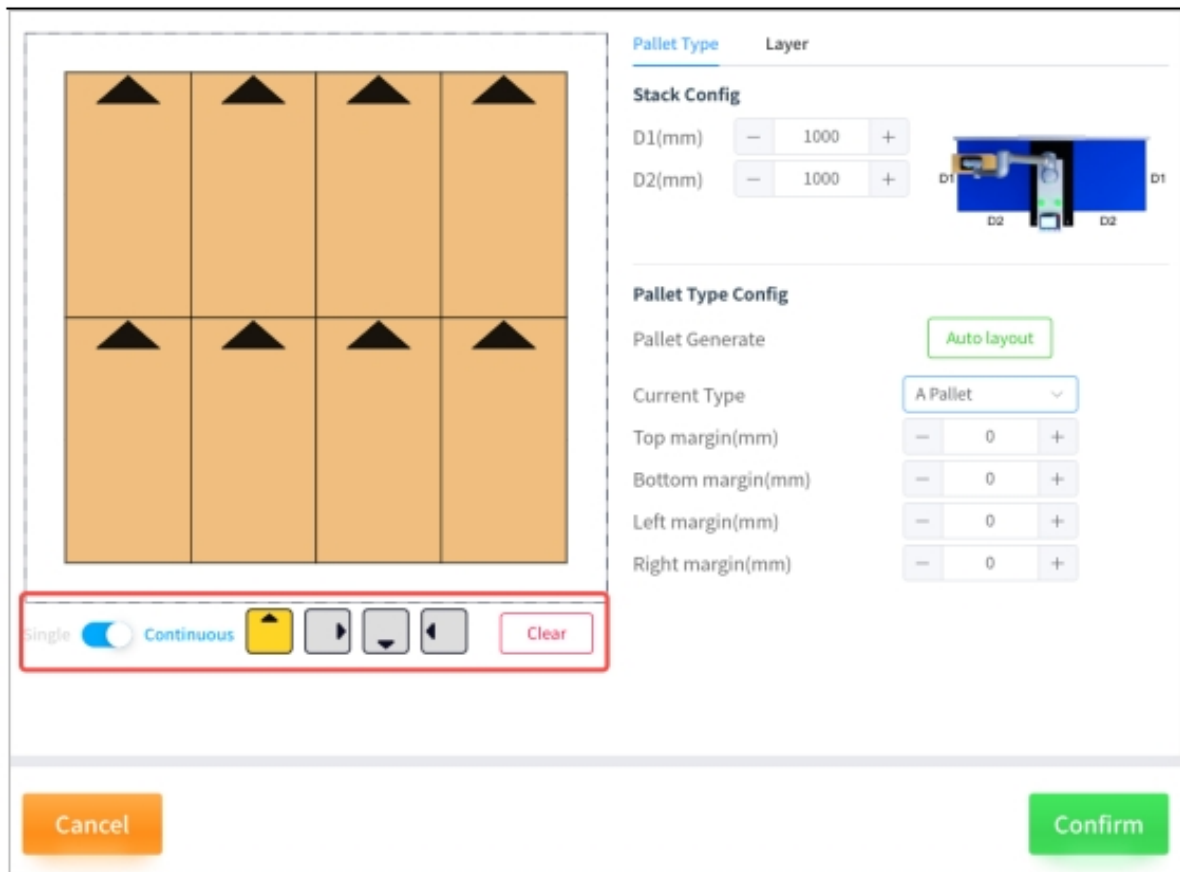 Pallet Type Layer
Stack Config
D1(mm) − 1000 +
D2(mm) − 1000 +
D1 D1
D2 D2
Pallet Type Config
Pallet Generate Auto layout
Current Type A Pallet
Top margin(mm) − 0 +
Bottom margin(mm) − 0 +
Left margin(mm) − 0 +
Right margin(mm) − 0 +
Single Continuous Clear
Cancel Confirm